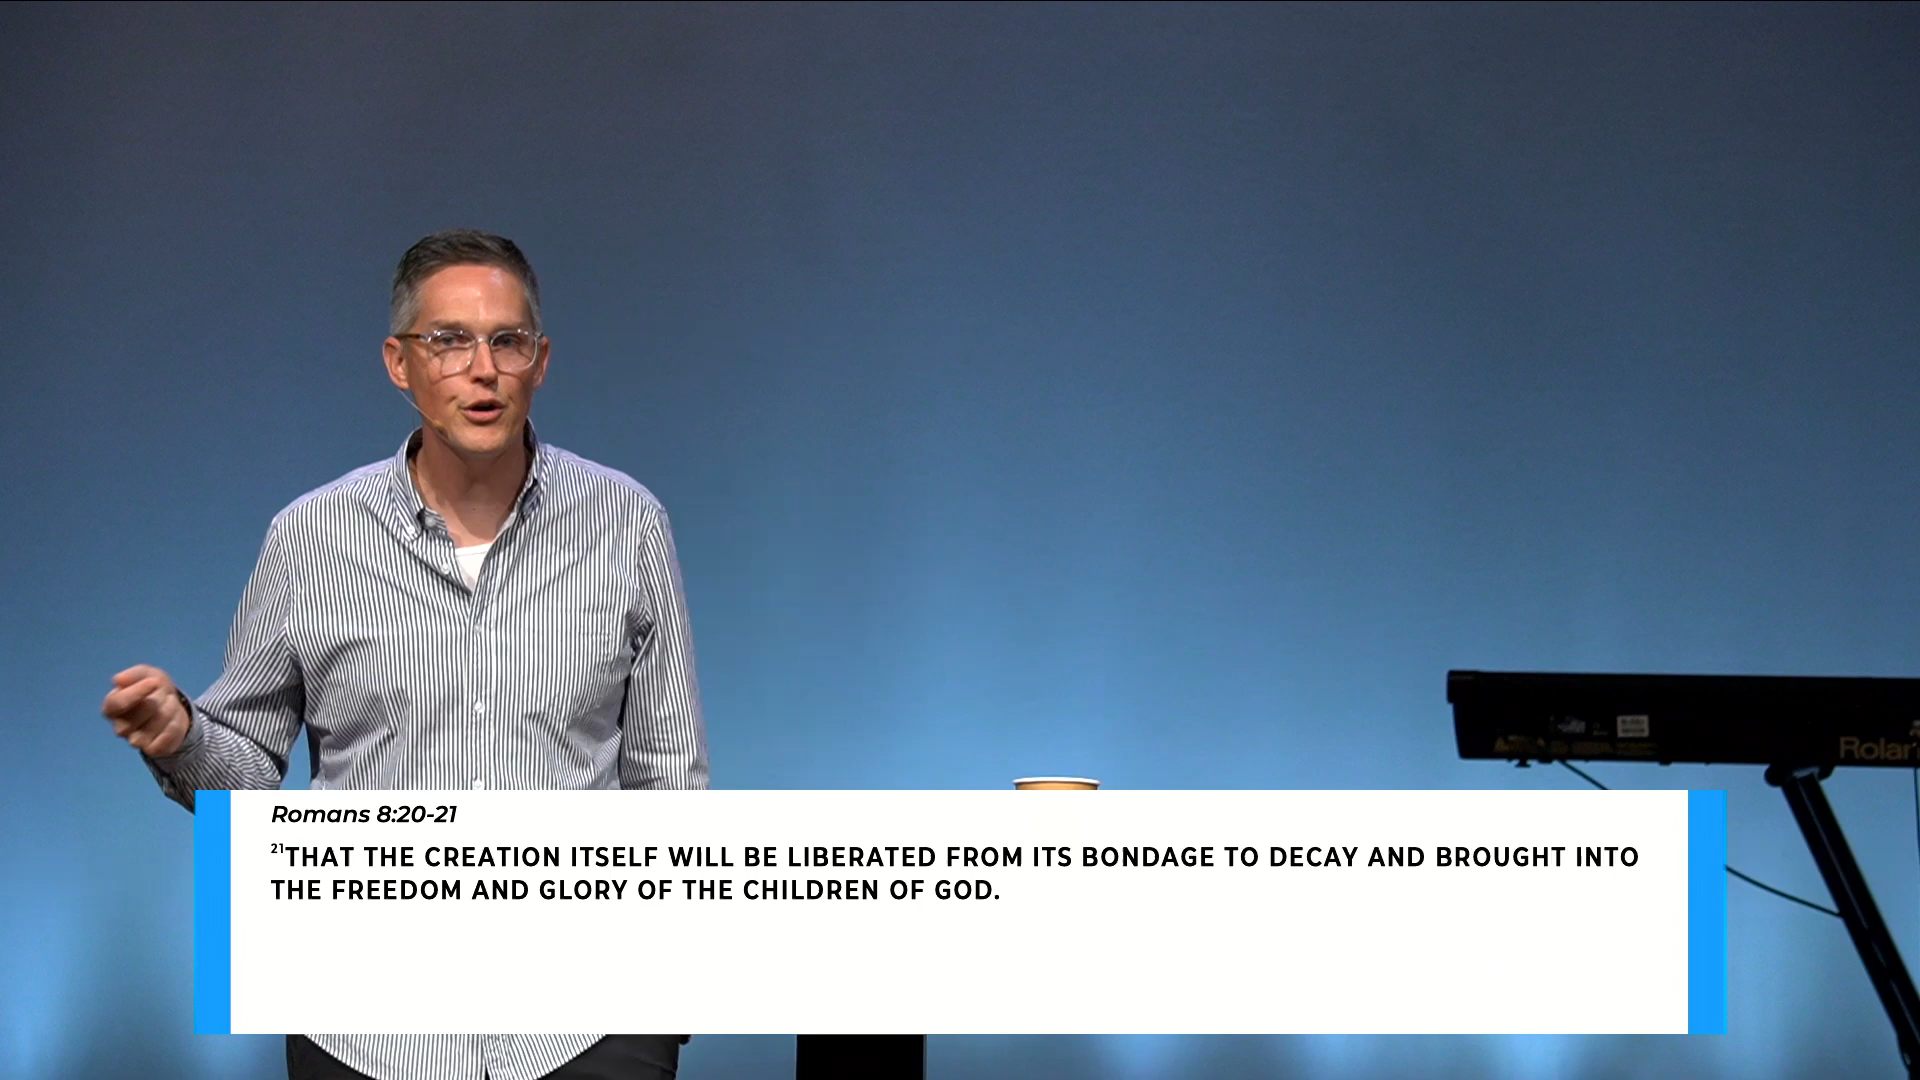 Romans 8:20-21
21THAT THE CREATION ITSELF WILL BE LIBERATED FROM ITS BONDAGE TO DECAY AND BROUGHT INTO
THE FREEDOM AND GLORY OF THE CHILDREN OF GOD.
Rolan